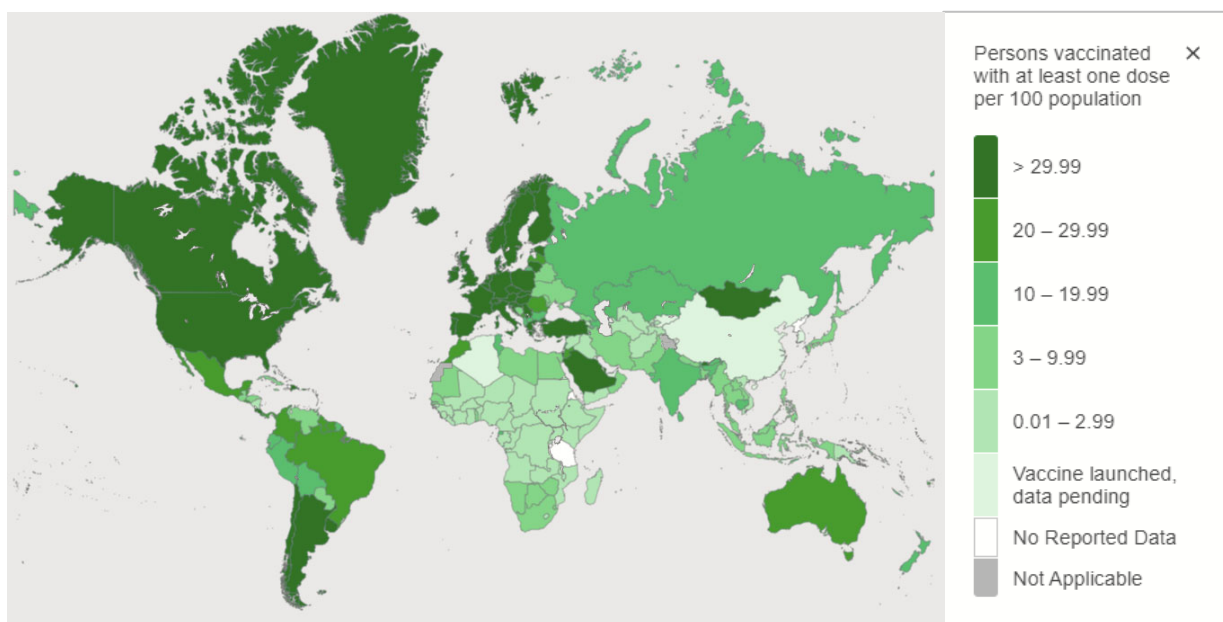 Persons vaccinated
with at least one dose
per 100 population
> 29.99
20 – 29.99
10 – 19.99
3 – 9.99
0.01 – 2.99
Vaccine launched,
data pending
No Reported Data
Not Applicable